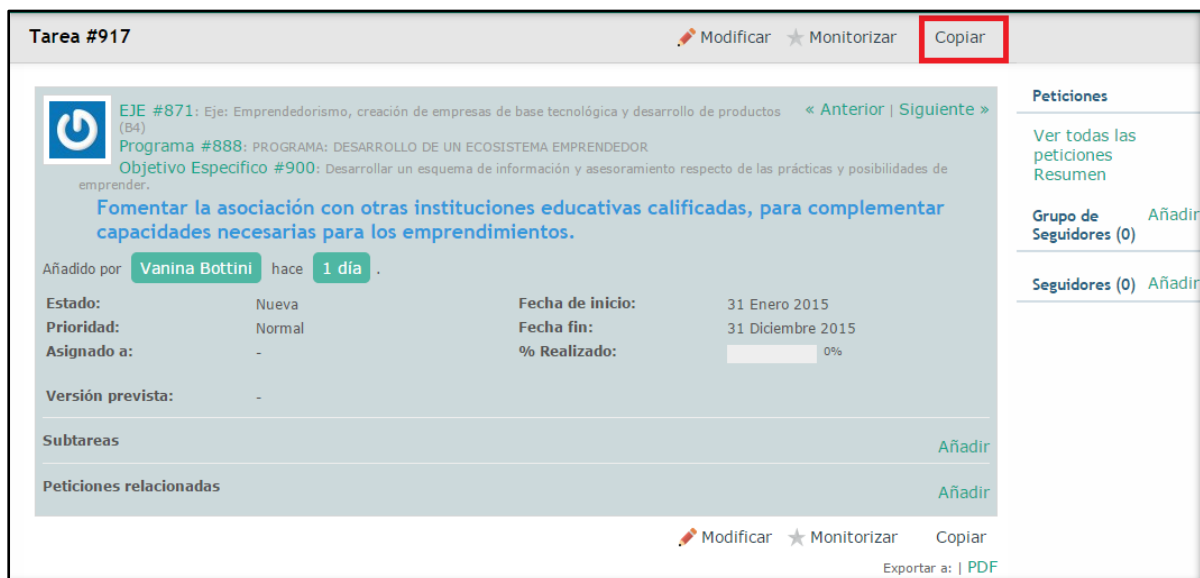 Tarea #917
Modificar Monitorizar Copiar
EJE #871: Eje: Emprendedorismo, creación de empresas de base tecnológica y desarrollo de productos
(B4)
« Anterior | Siguiente »
Programa #888: PROGRAMA: DESARROLLO DE UN ECOSISTEMA EMPRENDEDOR
Objetivo Especifico #900: Desarrollar un esquema de información y asesoramiento respecto de las prácticas y posibilidades de
emprender.
Fomentar la asociación con otras instituciones educativas calificadas, para complementar
capacidades necesarias para los emprendimientos.
Añadido por Vanina Bottini hace 1 día .
Estado: Nueva Fecha de inicio: 31 Enero 2015
Prioridad: Normal Fecha fin: 31 Diciembre 2015
Asignado a: - % Realizado: 0%
Versión prevista: -
Subtareas Añadir
Peticiones relacionadas Añadir
Modificar Monitorizar Copiar
Exportar a: | PDF
Peticiones
Ver todas las
peticiones
Resumen
Grupo de Añadir
Seguidores (0)
Seguidores (0) Añadir